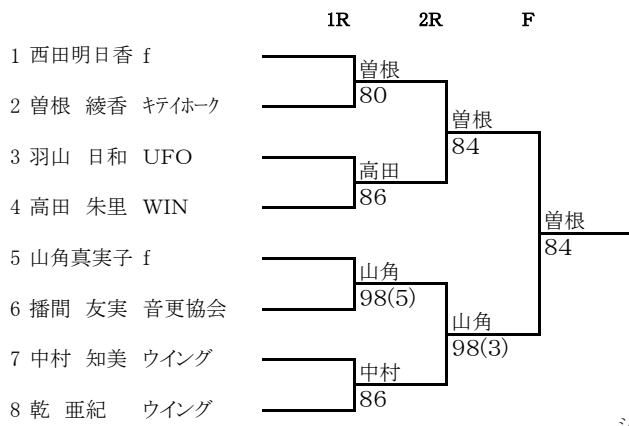 1R 2R F
1 西田明日香 f
曽根
80
2 曽根 綾香 キテイホーク
曽根
84
3 羽山 日和 UFO
高田
86
4 高田 朱里 WIN
曽根
84
5 山角真実子 f
山角
98(5)
6 播間 友実 音更協会
山角
98(3)
7 中村 知美 ウイング
中村
86
8 乾 亜紀 ウイング